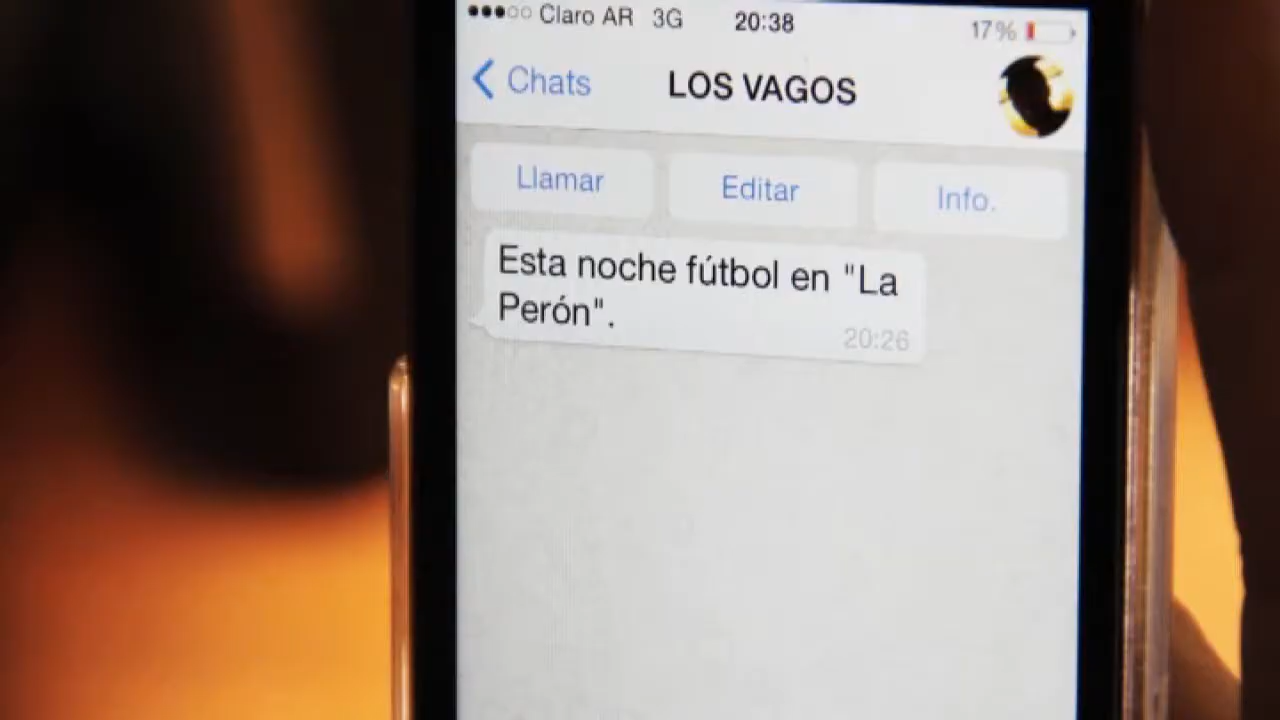 ●●●○○ Claro AR 3G 20:38 17%
Chats LOS VAGOS
Llamar Editar Info.
Esta noche fútbol en "La
Perón".
20:26